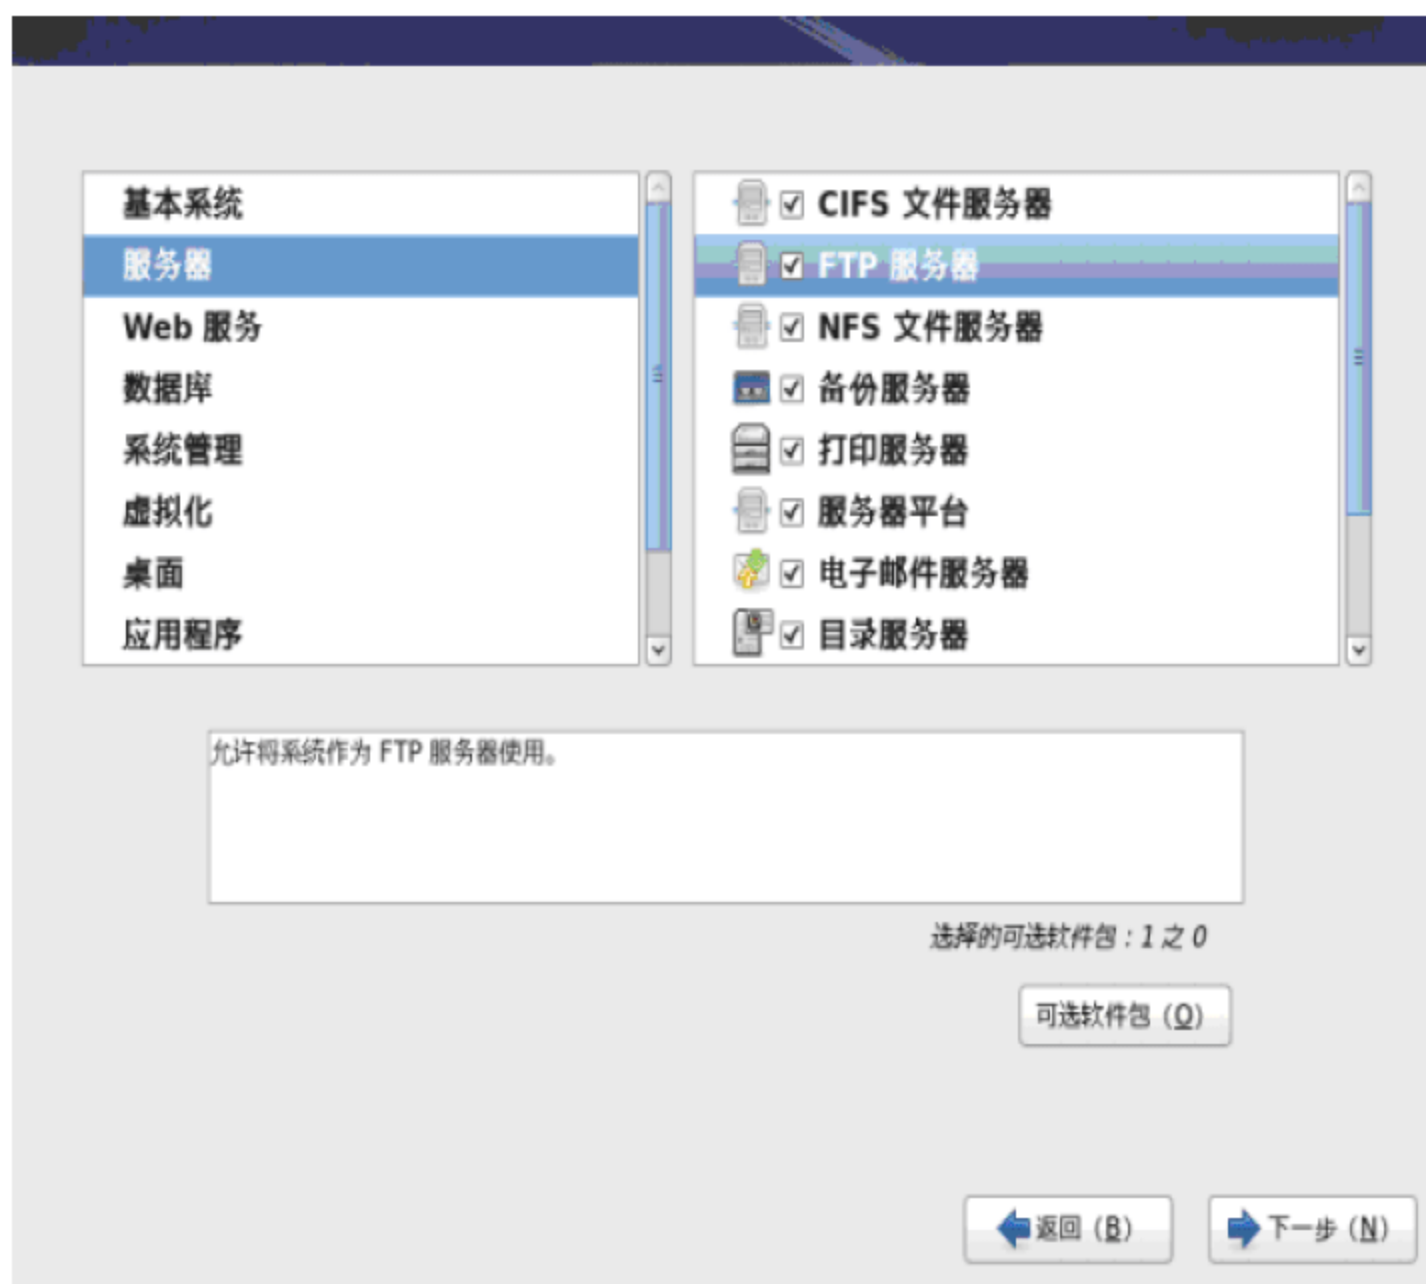 基本系统
服务器
Web 服务
数据库
系统管理
虚拟化
桌面
应用程序
CIFS 文件服务器
FTP 服务器
NFS 文件服务器
备份服务器
打印服务器
服务器平台
电子邮件服务器
目录服务器
允许将系统作为 FTP 服务器使用。
选择的可选软件包：1 之 0
可选软件包（O）
返回（B）
下一步（N）